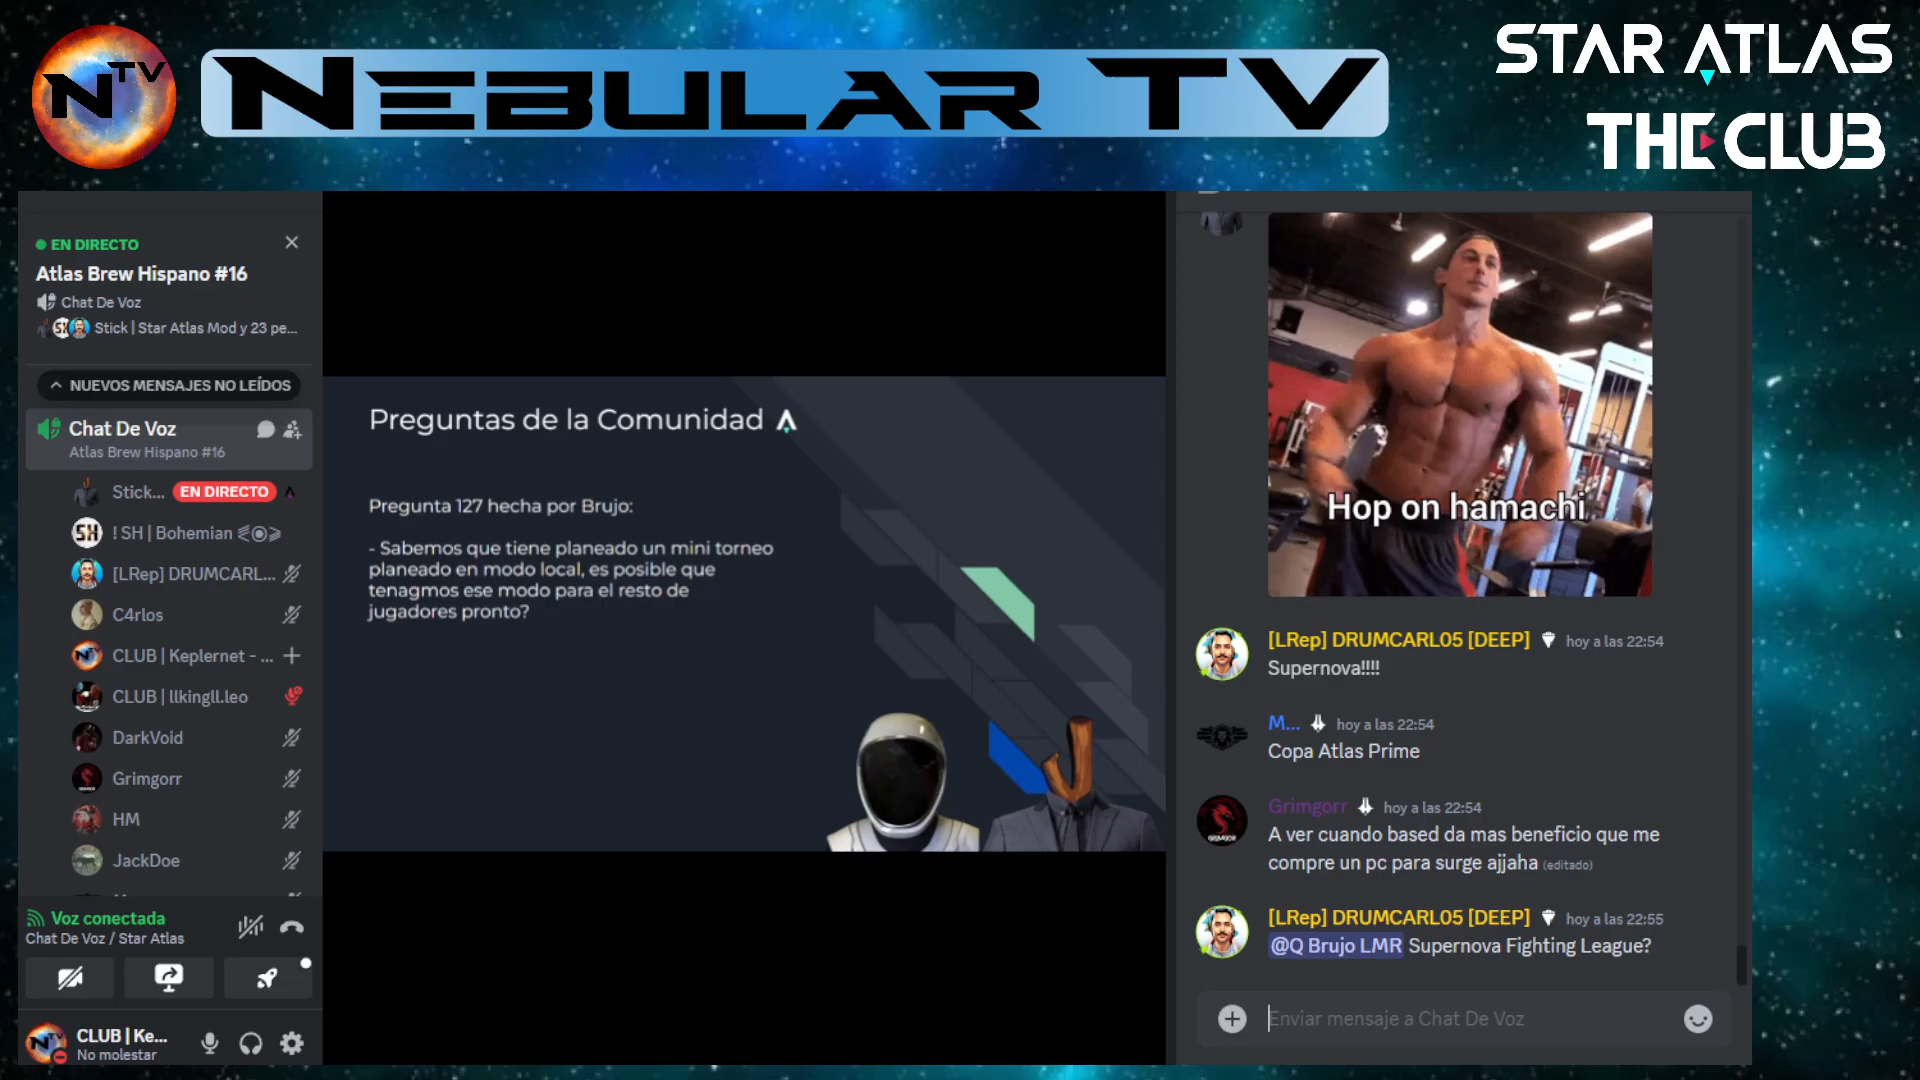 NTV
NEBULAR TV
STAR ATLAS
THE CLUB
EN DIRECTO
Atlas Brew Hispano #16
Chat De Voz
SH
Stick | Star Atlas Mod y 23 pe...
NUEVOS MENSAJES NO LEÍDOS
Chat De Voz
Atlas Brew Hispano #16
Stick... EN DIRECTO
SH ! SH | Bohemian
[LRep] DRUMCARL...
C4rlos
CLUB | Keplernet - ...
CLUB | llkingll.leo
DarkVoid
Grimgorr
HM
JackDoe
Voz conectada
Chat De Voz / Star Atlas
CLUB | Ke...
No molestar
Preguntas de la Comunidad
Pregunta 127 hecha por Brujo:
- Sabemos que tiene planeado un mini torneo
planeado en modo local, es posible que
tenagmos ese modo para el resto de
jugadores pronto?
Hop on hamachi
[LRep] DRUMCARL05 [DEEP] hoy a las 22:54
Supernova!!!!
M... hoy a las 22:54
Copa Atlas Prime
Grimgorr hoy a las 22:54
A ver cuando based da mas beneficio que me
compre un pc para surge ajjaha (editado)
[LRep] DRUMCARL05 [DEEP] hoy a las 22:55
@Q Brujo LMR Supernova Fighting League?
Enviar mensaje a Chat De Voz